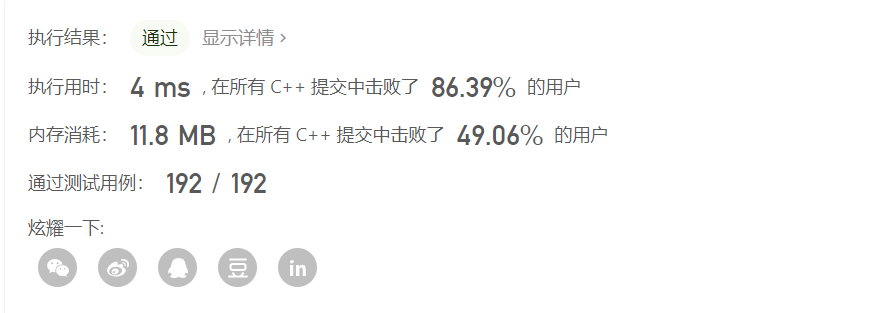 执行结果： 通过 显示详情 ›
执行用时： 4 ms , 在所有 C++ 提交中击败了 86.39% 的用户
内存消耗： 11.8 MB , 在所有 C++ 提交中击败了 49.06% 的用户
通过测试用例： 192 / 192
炫耀一下:
豆 in